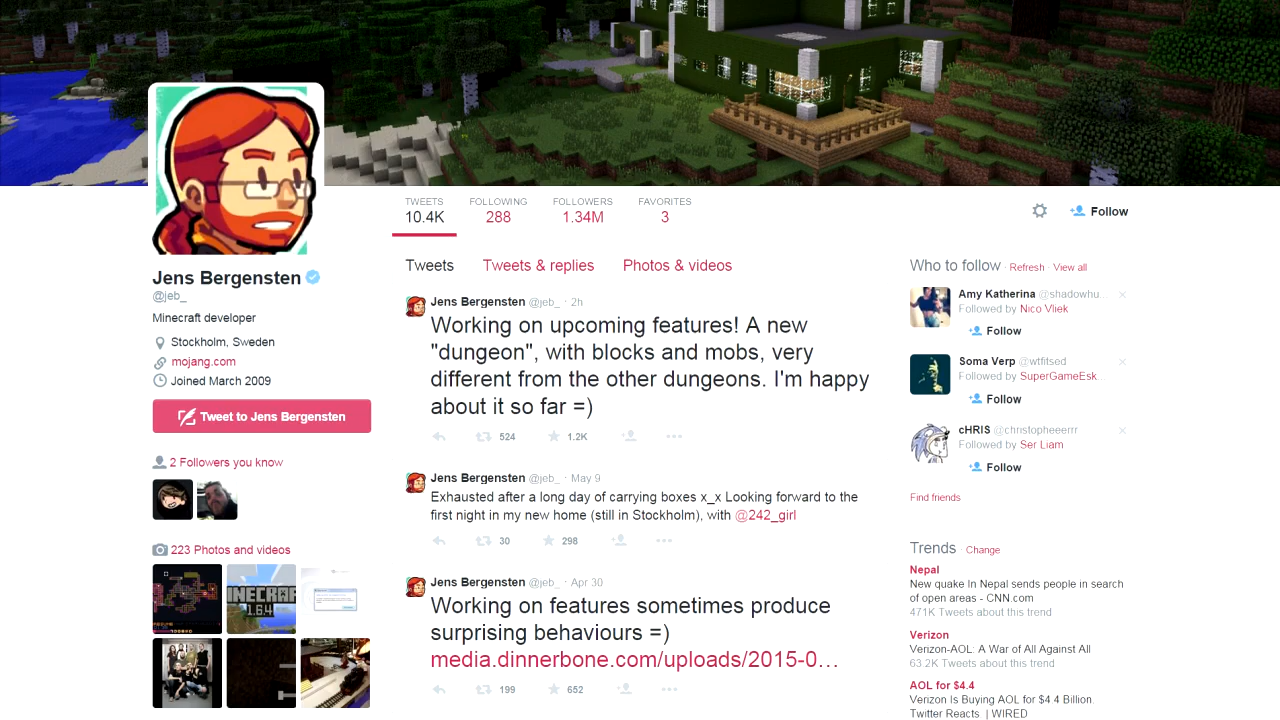 TWEETS FOLLOWING FOLLOWERS FAVORITES
10.4K 288 1.34M 3
Follow
Jens Bergensten
@jeb_
Minecraft developer
Stockholm, Sweden
mojang.com
Joined March 2009
Tweet to Jens Bergensten
2 Followers you know
223 Photos and videos
MINECRAFT
1.6.4
Tweets Tweets & replies Photos & videos
Jens Bergensten @jeb_ · 2h
Working on upcoming features! A new
"dungeon", with blocks and mobs, very
different from the other dungeons. I'm happy
about it so far =)
524 1.2K
Jens Bergensten @jeb_ · May 9
Exhausted after a long day of carrying boxes x_x Looking forward to the
first night in my new home (still in Stockholm), with @242_girl
30 298
Jens Bergensten @jeb_ · Apr 30
Working on features sometimes produce
surprising behaviours =)
media.dinnerbone.com/uploads/2015-0…
199 652
Who to follow · Refresh · View all
Amy Katherina @shadowhu..
Followed by Nico Vliek
Follow
Soma Verp @wtfitsed
Followed by SuperGameEsk...
Follow
cHRIS @christopheeerrr
Followed by Ser Liam
Follow
Find friends
Trends · Change
Nepal
New quake In Nepal sends people in search
of open areas - CNN.com
471K Tweets about this trend
Verizon
Verizon-AOL: A War of All Against All
63.2K Tweets about this trend
AOL for $4.4
Verizon Is Buying AOL for $4 4 Billion.
Twitter Reacts | WIRED